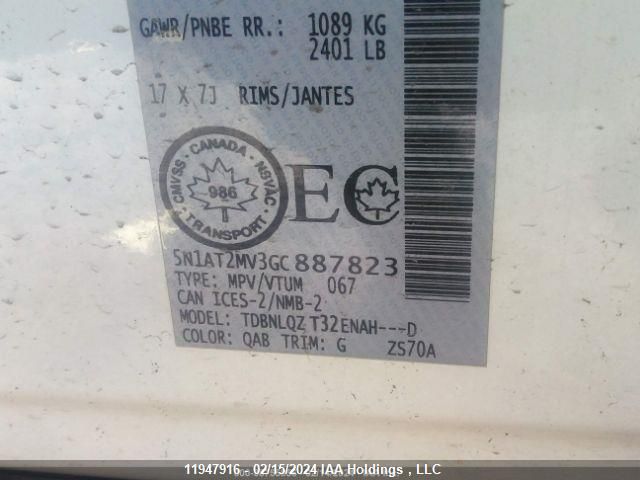 GAWR/PNBE RR.: 1089 KG
2401 LB
17 X 7J RIMS/JANTES
CMVSS · CANADA · NSVAC
986
TRANSPORT
EC
5N1AT2MV3GC887823
TYPE: MPV/VTUM 067
CAN ICES-2/NMB-2
MODEL: TDBNLQZ T32ENAH---D
COLOR: QAB TRIM: G ZS70A
11947916 - 02/15/2024 IAA Holdings , LLC